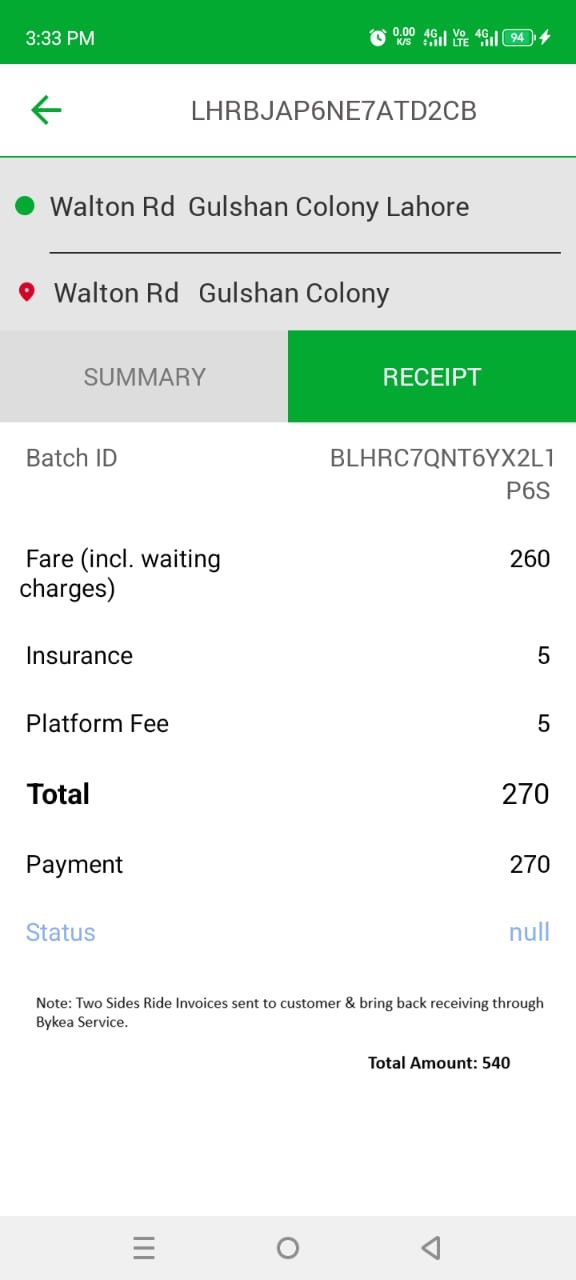 3:33 PM
0.00 K/S 4G Vo LTE 4G 94
LHRBJAP6NE7ATD2CB
Walton Rd Gulshan Colony Lahore
Walton Rd Gulshan Colony
SUMMARY RECEIPT
Batch ID BLHRC7QNT6YX2L1
P6S
Fare (incl. waiting 260
charges)
Insurance 5
Platform Fee 5
Total 270
Payment 270
Status null
Note: Two Sides Ride Invoices sent to customer & bring back receiving through
Bykea Service.
Total Amount: 540